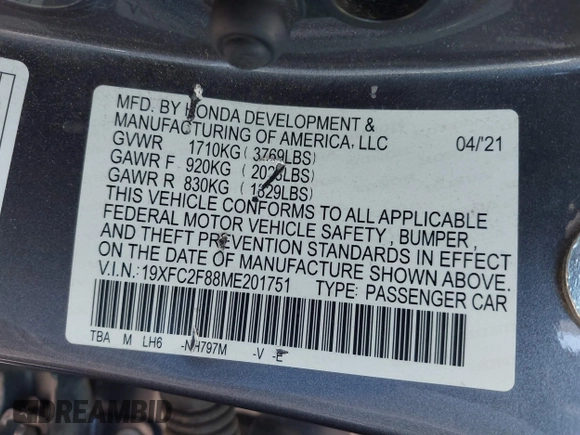 MFD. BY HONDA DEVELOPMENT &
MANUFACTURING OF AMERICA, LLC
04/'21
GVWR 1710KG ( 3769LBS)
GAWR F 920KG ( 2028LBS)
GAWR R 830KG ( 1829LBS)
THIS VEHICLE CONFORMS TO ALL APPLICABLE
FEDERAL MOTOR VEHICLE SAFETY , BUMPER ,
AND THEFT PREVENTION STANDARDS IN EFFECT
ON THE DATE OF MANUFACTURE SHOWN ABOVE.
V.I.N.:19XFC2F88ME201751 TYPE: PASSENGER CAR
TBA M LH6 -NH797M -V -E
DREAMBID